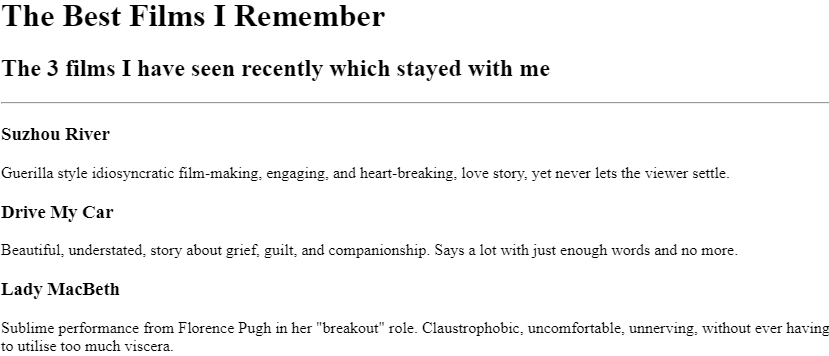 The Best Films I Remember
The 3 films I have seen recently which stayed with me
Suzhou River
Guerilla style idiosyncratic film-making, engaging, and heart-breaking, love story, yet never lets the viewer settle.
Drive My Car
Beautiful, understated, story about grief, guilt, and companionship. Says a lot with just enough words and no more.
Lady MacBeth
Sublime performance from Florence Pugh in her "breakout" role. Claustrophobic, uncomfortable, unnerving, without ever having
to utilise too much viscera.